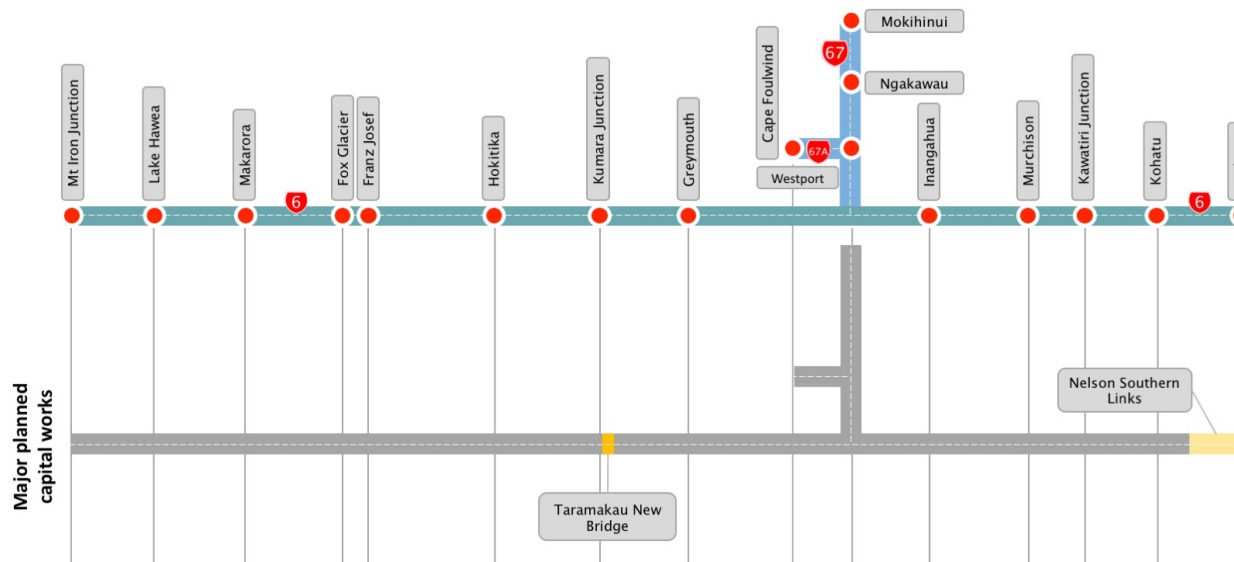 Mokihinui
67
Ngakawau
Cape Foulwind
67A
Westport
Mt Iron Junction
Lake Hawea
Makarora
6
Fox Glacier
Franz Josef
Hokitika
Kumara Junction
Greymouth
Inangahua
Murchison
Kawatiri Junction
Kohatu
6
Major planned
capital works
Nelson Southern
Links
Taramakau New
Bridge